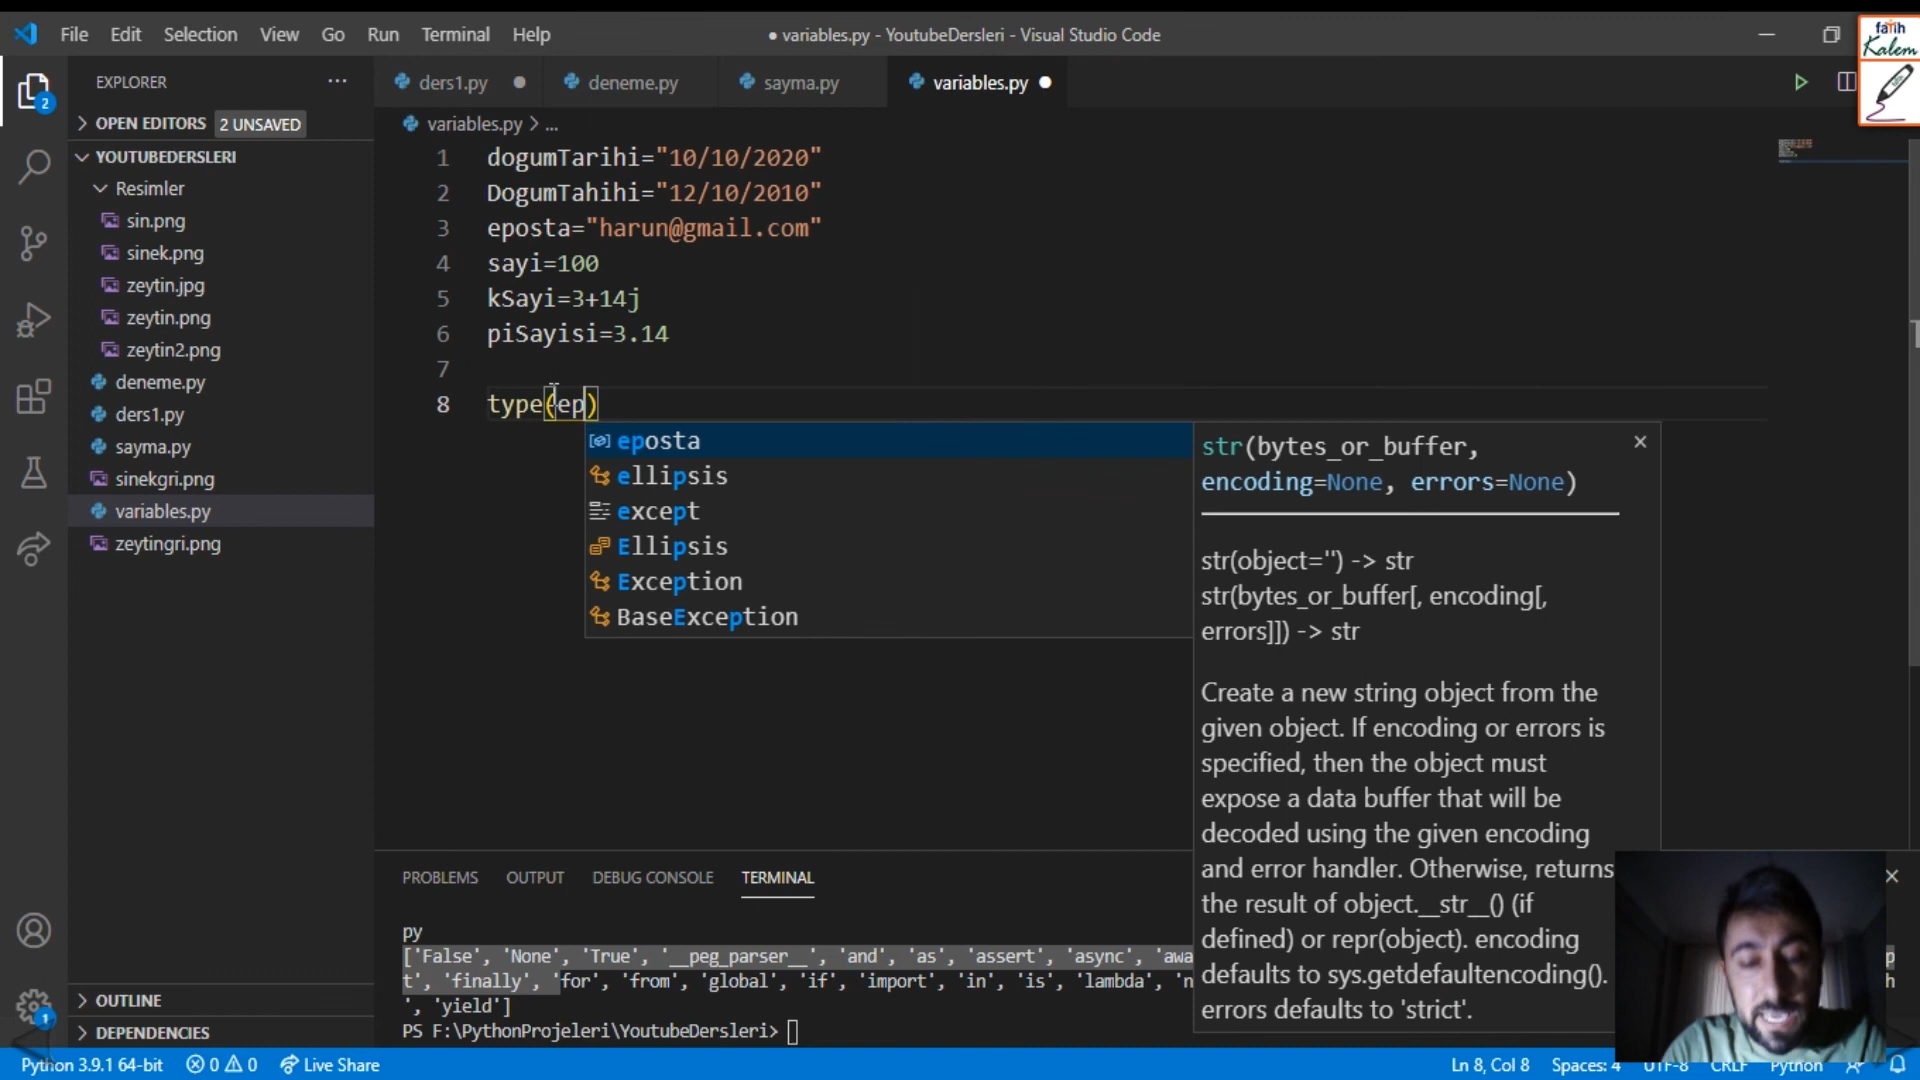 File Edit Selection View Go Run Terminal Help
● variables.py - YoutubeDersleri - Visual Studio Code
fatih
Kalem
EXPLORER
ders1.py
deneme.py
sayma.py
variables.py
OPEN EDITORS 2 UNSAVED
variables.py > ...
YOUTUBEDERSLERI
Resimler
sin.png
sinek.png
zeytin.jpg
zeytin.png
zeytin2.png
deneme.py
ders1.py
sayma.py
sinekgri.png
variables.py
zeytingri.png
1 dogumTarihi="10/10/2020"
2 DogumTahihi="12/10/2010"
3 eposta="harun@gmail.com"
4 sayi=100
5 kSayi=3+14j
6 piSayisi=3.14
7
8 type(ep)
eposta
ellipsis
except
Ellipsis
Exception
BaseException
str(bytes_or_buffer,
encoding=None, errors=None)
str(object='') -> str
str(bytes_or_buffer[, encoding[,
errors]]) -> str
Create a new string object from the
given object. If encoding or errors is
specified, then the object must
expose a data buffer that will be
decoded using the given encoding
and error handler. Otherwise, returns
the result of object.__str__() (if
defined) or repr(object). encoding
defaults to sys.getdefaultencoding().
errors defaults to 'strict'.
PROBLEMS OUTPUT DEBUG CONSOLE TERMINAL
py
['False', 'None', 'True', '__peg_parser__', 'and', 'as', 'assert', 'async', 'awa
t', 'finally', 'for', 'from', 'global', 'if', 'import', 'in', 'is', 'lambda', 'n
', 'yield']
PS F:\PythonProjeleri\YoutubeDersleri>
OUTLINE
DEPENDENCIES
2
1
Python 3.9.1 64-bit 0 0 Live Share
Ln 8, Col 8 Spaces: 4 UTF-8 CRLF Python